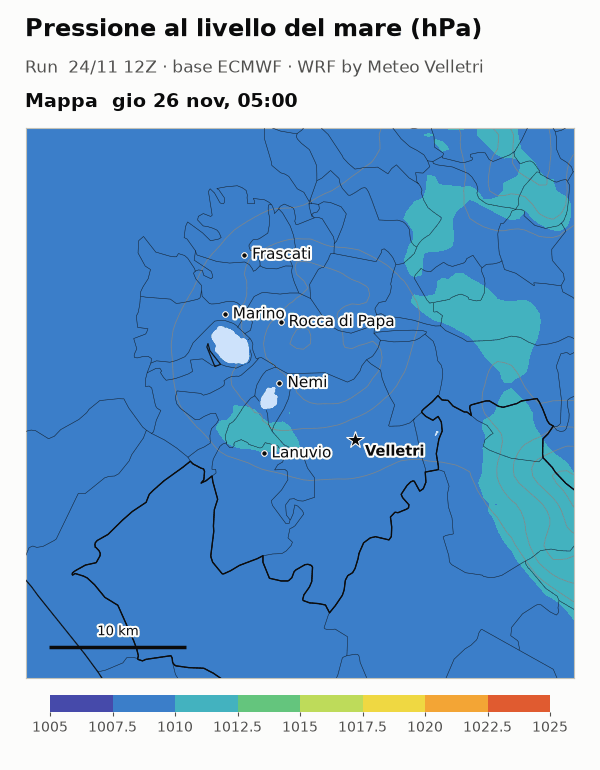 Pressione al livello del mare (hPa)
Run  24/11 12Z · base ECMWF · WRF by Meteo Velletri
Mappa  gio 26 nov, 05:00
Frascati
Marino
Rocca di Papa
Nemi
Velletri
Lanuvio
10 km
1005 1007.5 1010 1012.5 1015 1017.5 1020 1022.5 1025